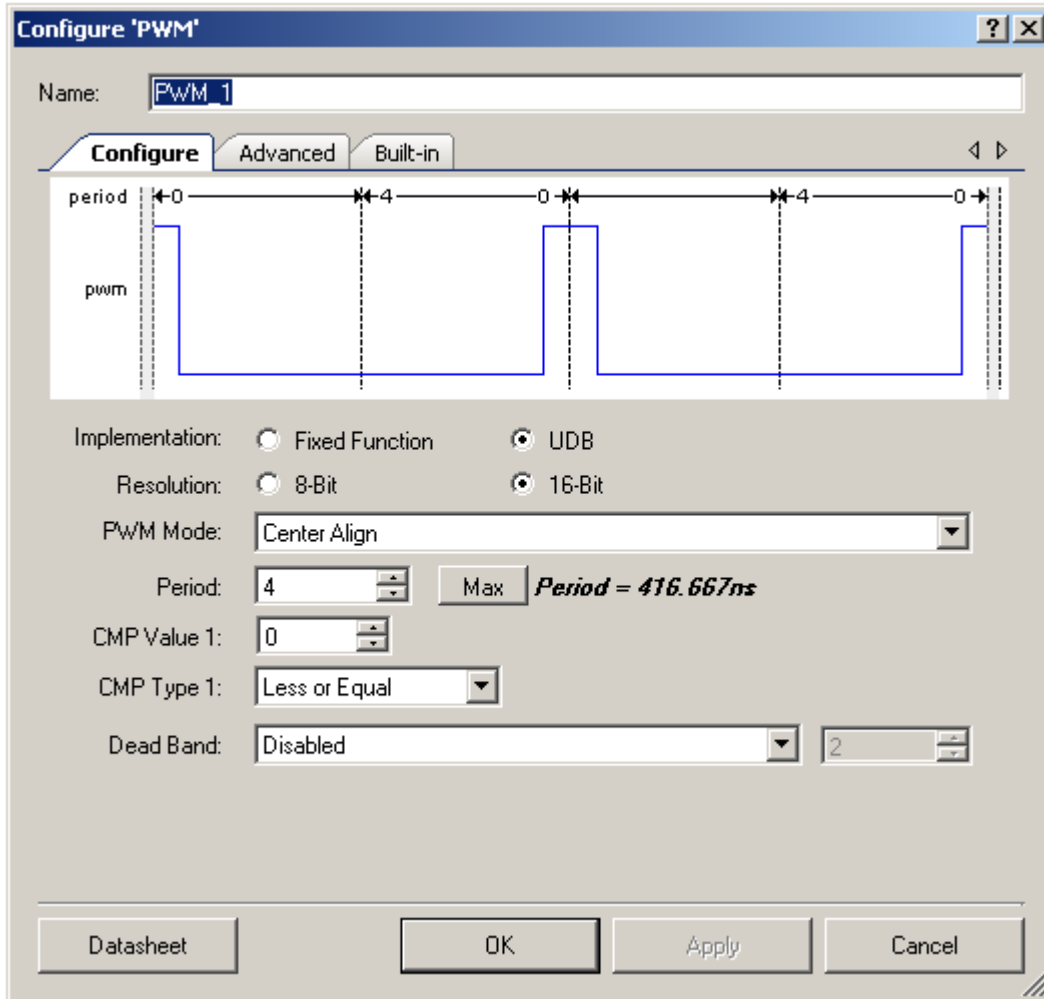 Configure 'PWM'
Name: PWM_1
Configure Advanced Built-in
period 0 4 0 4 0
pwm
Implementation: Fixed Function UDB
Resolution: 8-Bit 16-Bit
PWM Mode: Center Align
Period: 4 Max Period = 416.667ns
CMP Value 1: 0
CMP Type 1: Less or Equal
Dead Band: Disabled 2
Datasheet OK Apply Cancel